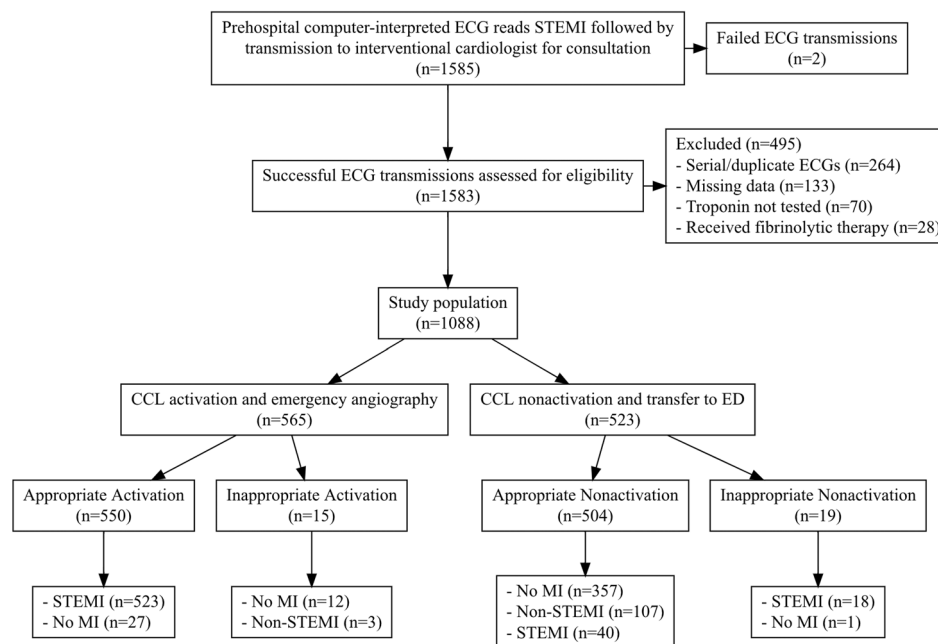 Prehospital computer-interpreted ECG reads STEMI followed by
transmission to interventional cardiologist for consultation
(n=1585)
Failed ECG transmissions
(n=2)
Successful ECG transmissions assessed for eligibility
(n=1583)
Excluded (n=495)
- Serial/duplicate ECGs (n=264)
- Missing data (n=133)
- Troponin not tested (n=70)
- Received fibrinolytic therapy (n=28)
Study population
(n=1088)
CCL activation and emergency angiography
(n=565)
CCL nonactivation and transfer to ED
(n=523)
Appropriate Activation
(n=550)
Inappropriate Activation
(n=15)
Appropriate Nonactivation
(n=504)
Inappropriate Nonactivation
(n=19)
- STEMI (n=523)
- No MI (n=27)
- No MI (n=12)
- Non-STEMI (n=3)
- No MI (n=357)
- Non-STEMI (n=107)
- STEMI (n=40)
- STEMI (n=18)
- No MI (n=1)